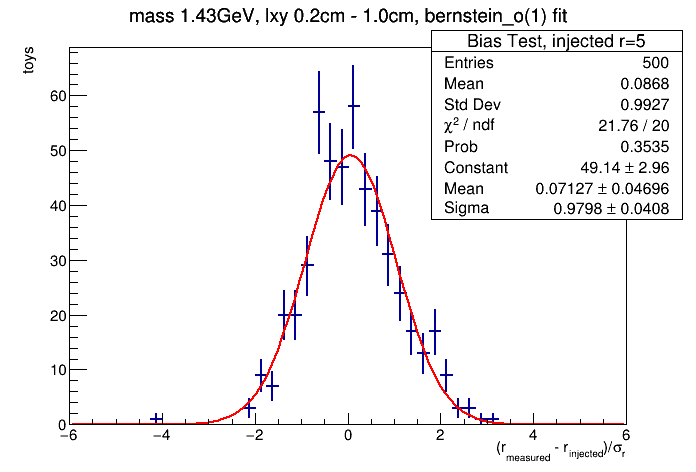 mass 1.43GeV, lxy 0.2cm - 1.0cm, bernstein_o(1) fit
toys
Bias Test, injected r=5
Entries 500
Mean 0.0868
Std Dev 0.9927
χ² / ndf 21.76 / 20
Prob 0.3535
Constant 49.14 ± 2.96
Mean 0.07127 ± 0.04696
Sigma 0.9798 ± 0.0408
60
50
40
30
20
10
0
−6 −4 −2 0 2 4 6
(r_measured - r_injected)/σ_r